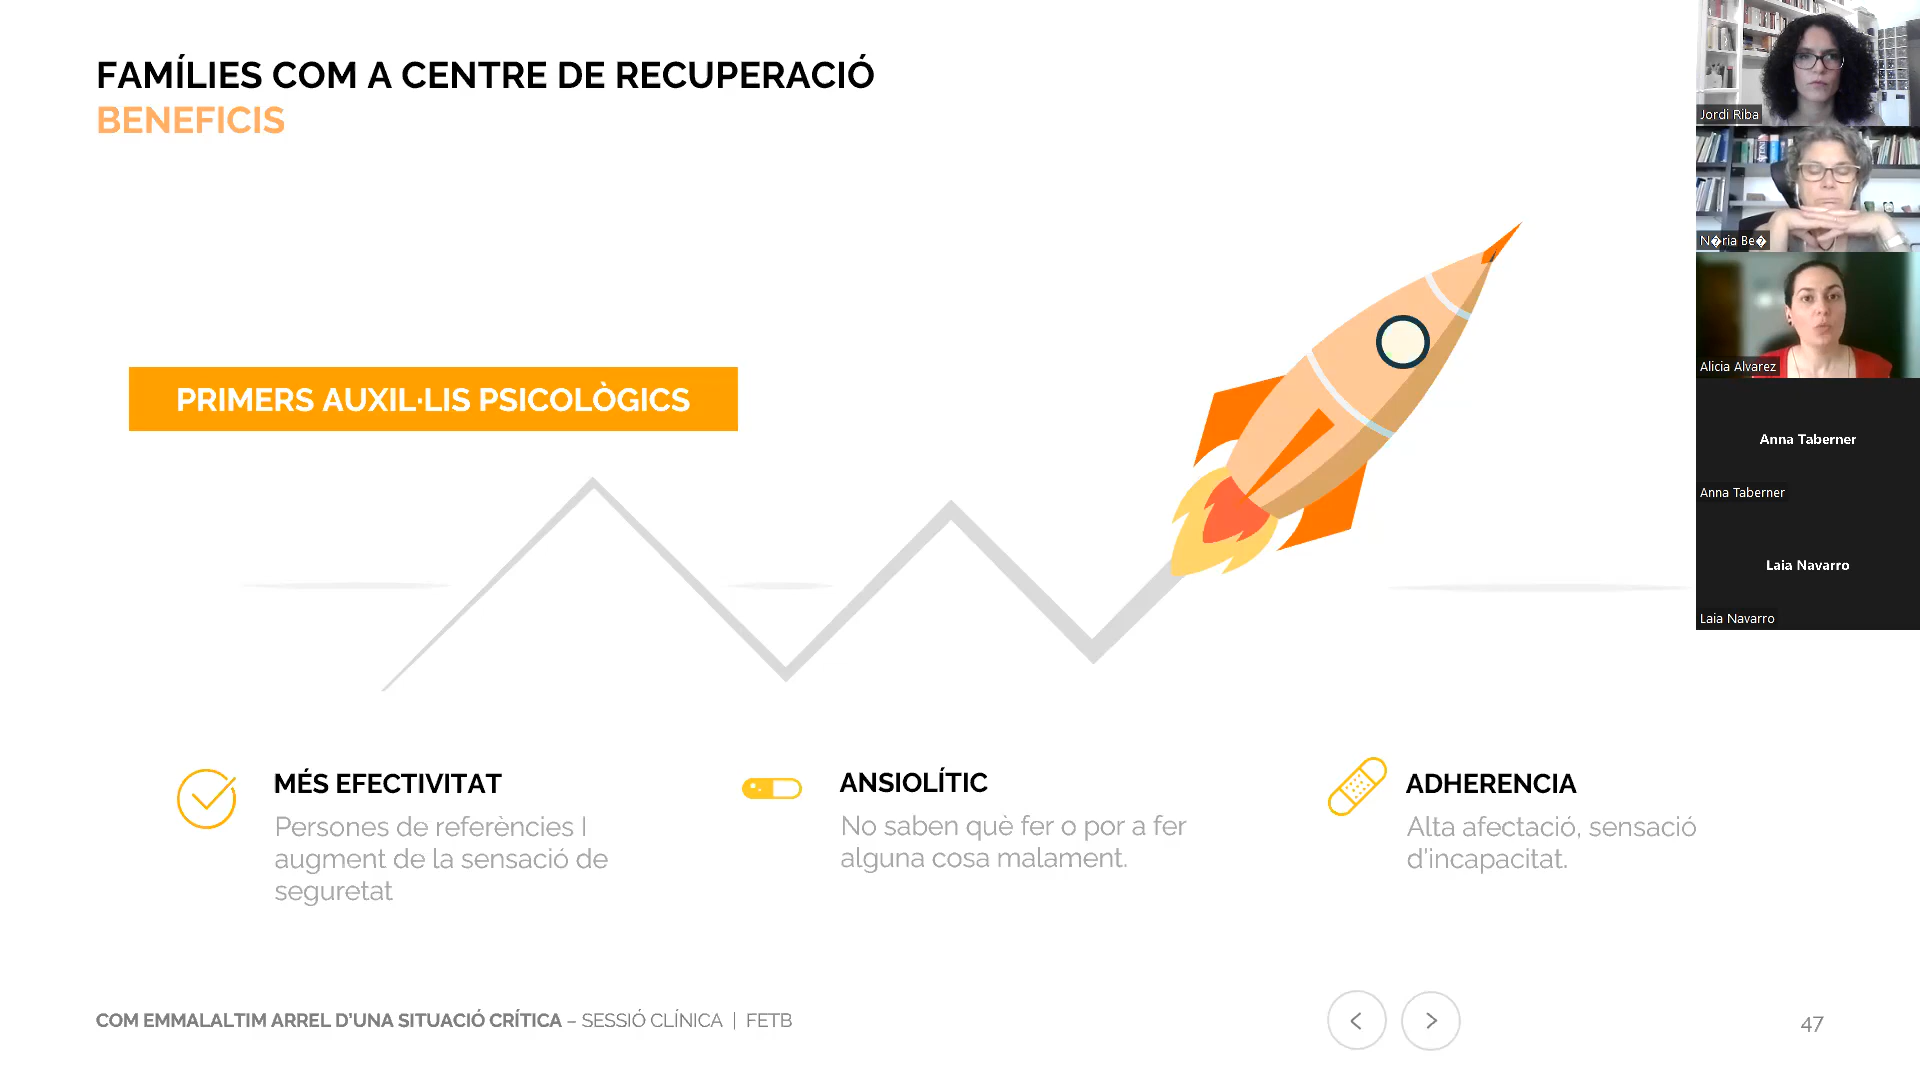 FAMÍLIES COM A CENTRE DE RECUPERACIÓ
BENEFICIS
PRIMERS AUXIL·LIS PSICOLÒGICS
MÉS EFECTIVITAT
Persones de referències I
augment de la sensació de
seguretat
ANSIOLÍTIC
No saben què fer o por a fer
alguna cosa malament.
ADHERENCIA
Alta afectació, sensació
d'incapacitat.
COM EMMALALTIM ARREL D'UNA SITUACIÓ CRÍTICA – SESSIÓ CLÍNICA | FETB
47
Jordi Riba
N�ria Be�
Alicia Alvarez
Anna Taberner
Anna Taberner
Laia Navarro
Laia Navarro